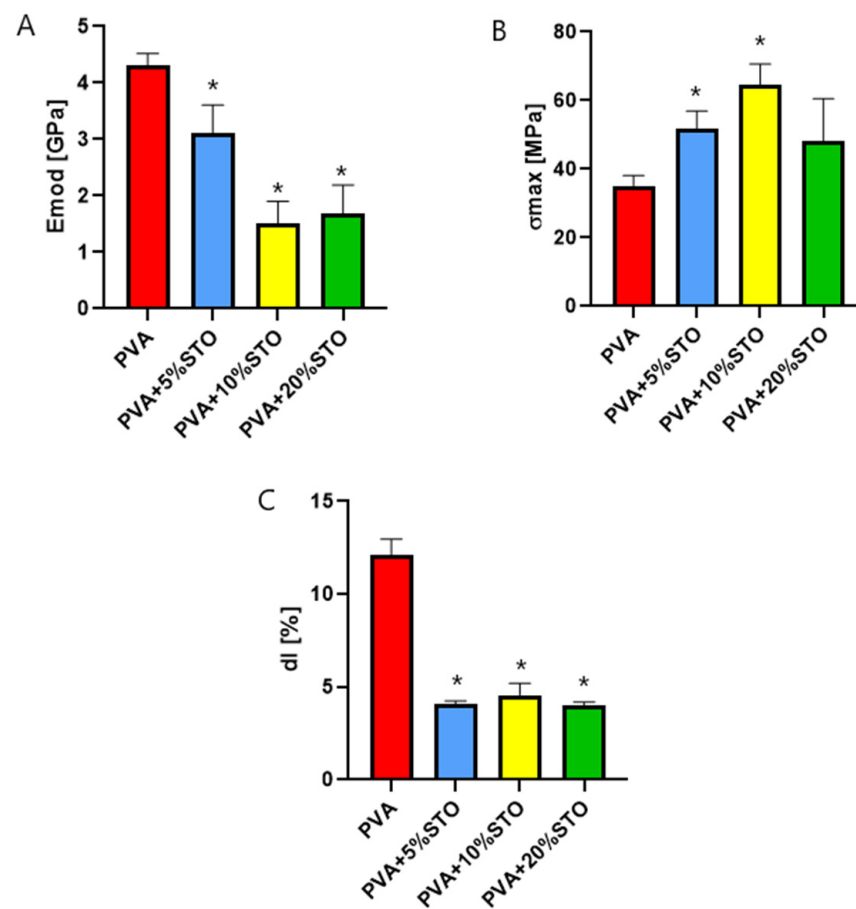 A
Emod [GPa]
5
4
3
2
1
0
*
*
*
PVA
PVA+5%STO
PVA+10%STO
PVA+20%STO
B
σmax [MPa]
80
60
40
20
0
*
*
PVA
PVA+5%STO
PVA+10%STO
PVA+20%STO
C
dl [%]
15
10
5
0
*
*
*
PVA
PVA+5%STO
PVA+10%STO
PVA+20%STO